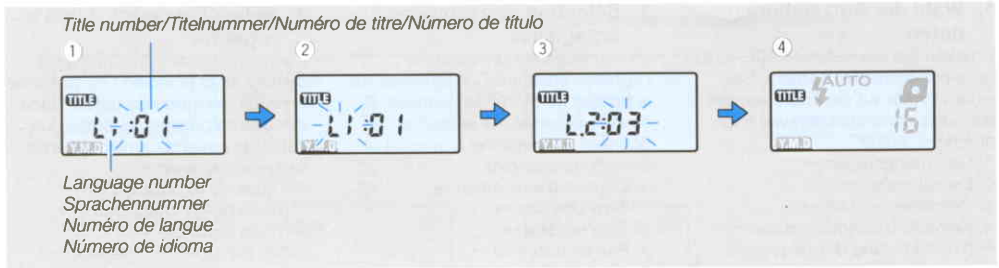 Title number/Titelnummer/Numéro de titre/Número de título
1 2 3 4
TITLE
L1:01
Y.M.D
TITLE
L1:01
Y.M.D
TITLE
L.2:03
Y.M.D
AUTO
TITLE
16
Y.M.D
Language number
Sprachennummer
Numéro de langue
Número de idioma